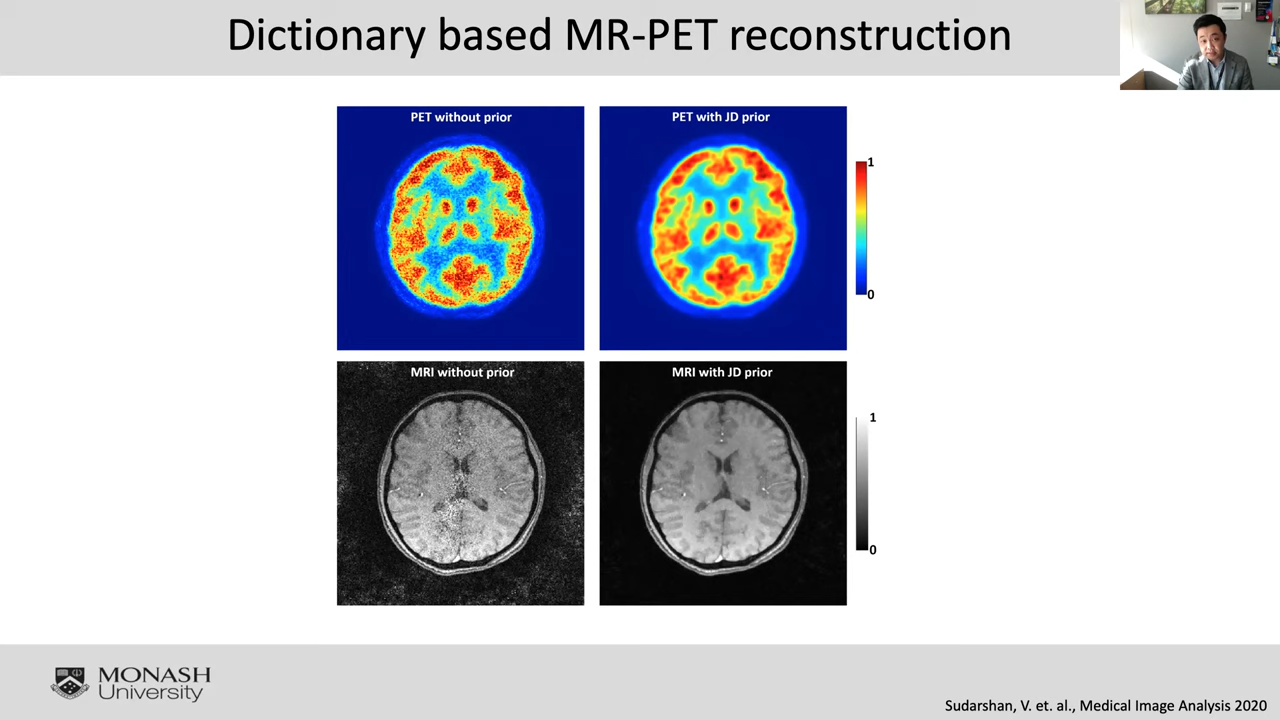 Dictionary based MR-PET reconstruction
PET without prior
PET with JD prior
1
0
MRI without prior
MRI with JD prior
1
0
MONASH
University
Sudarshan, V. et. al., Medical Image Analysis 2020